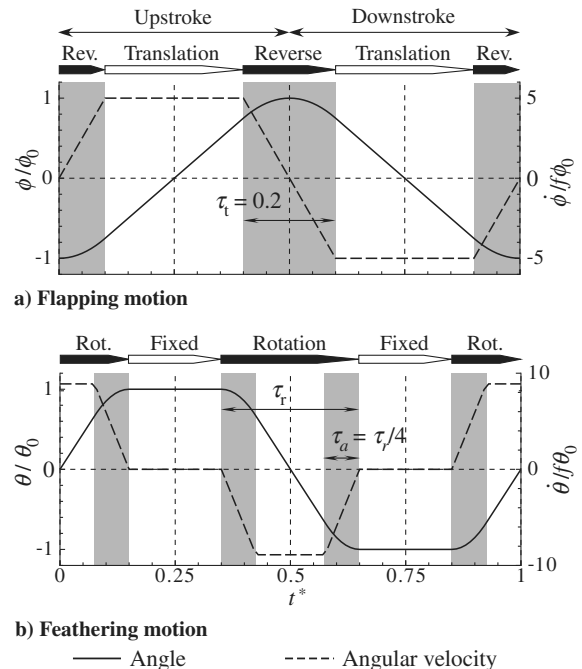 Upstroke Downstroke
Rev. Translation Reverse Translation Rev.
1 5
ϕ/ϕ₀ 0 0 ϕ̇/fϕ₀
τₜ = 0.2
-1 -5
a) Flapping motion
Rot. Fixed Rotation Fixed Rot.
1 10
τᵣ
τₐ = τᵣ/4
θ/θ₀ 0 0 θ̇/fθ₀
-1 -10
0 0.25 0.5 0.75 1
t*
b) Feathering motion
Angle Angular velocity